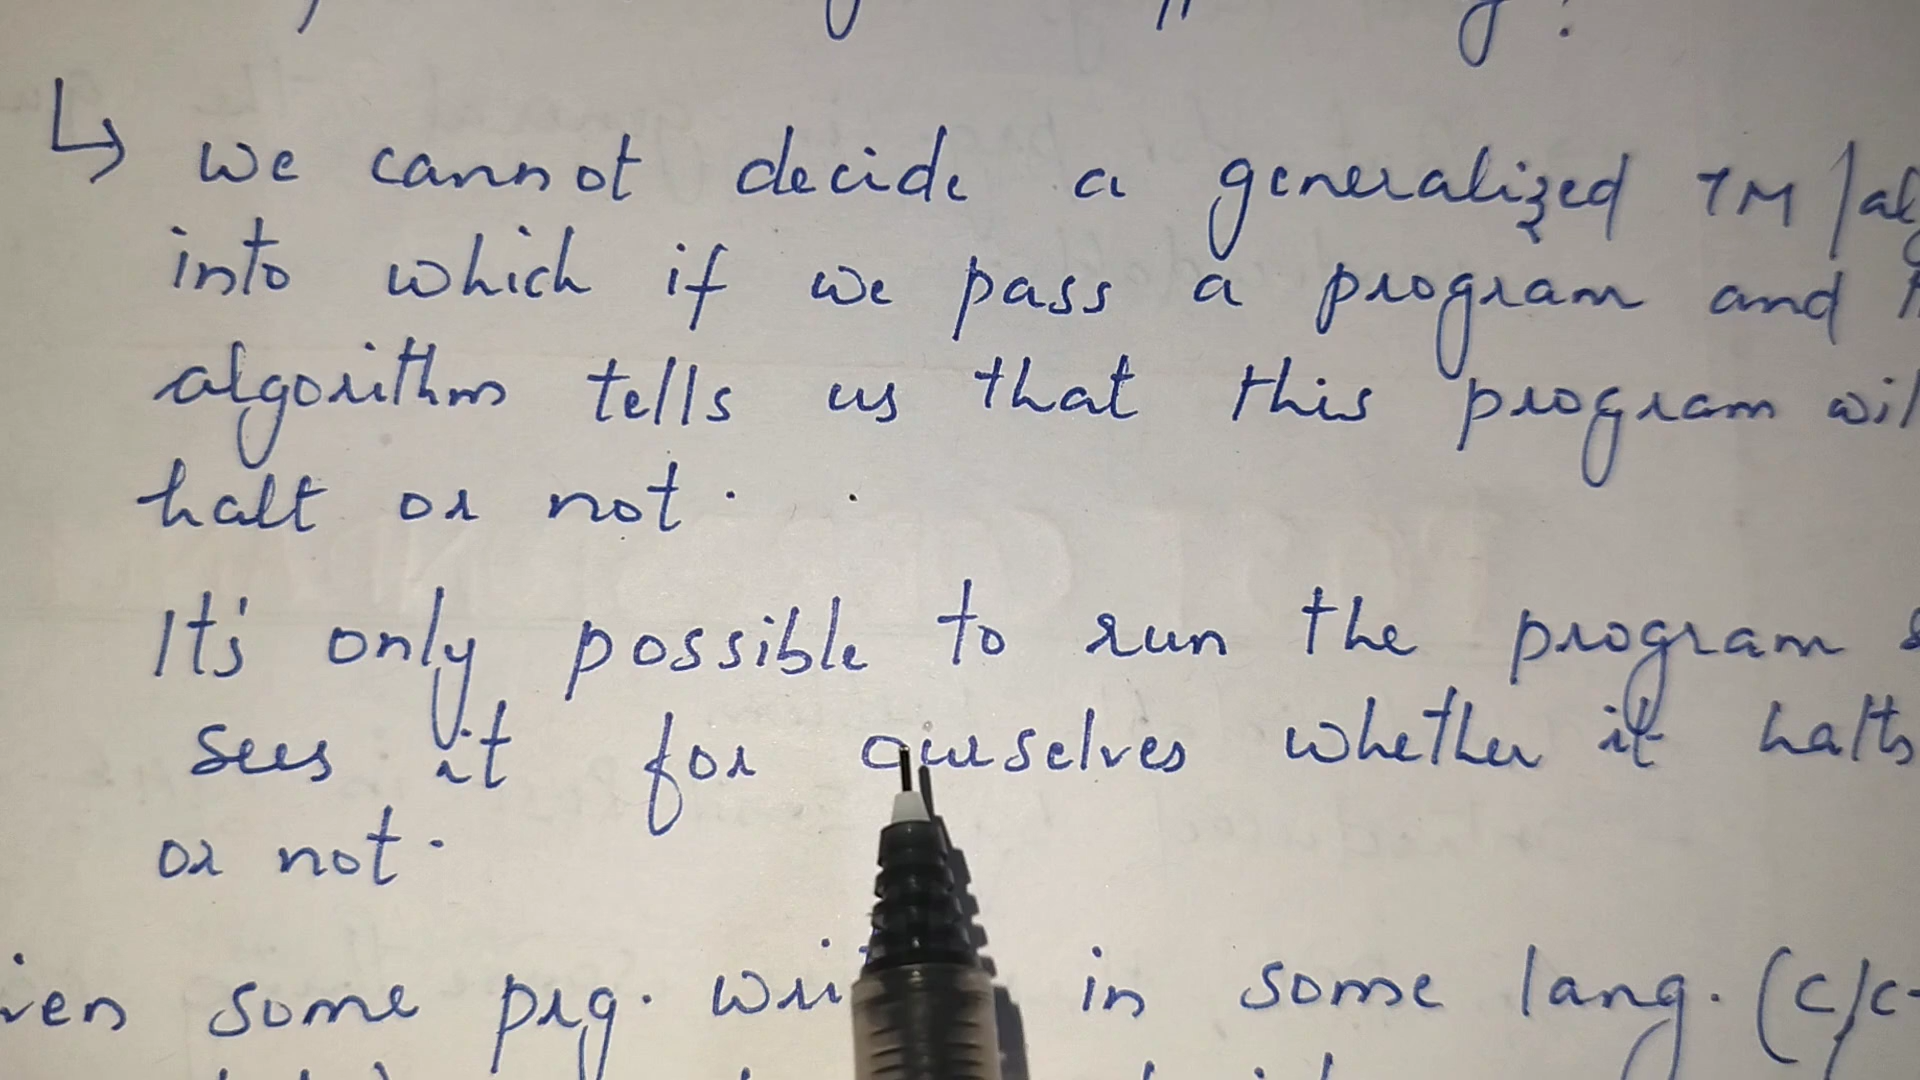 ↳ we cannot decide a generalized TM/al
into which if we pass a program and
algorithm tells us that this program wil
halt or not.
It's only possible to run the program
sees it for ourselves whether it halts
or not.
some prg. in some lang. (C/C